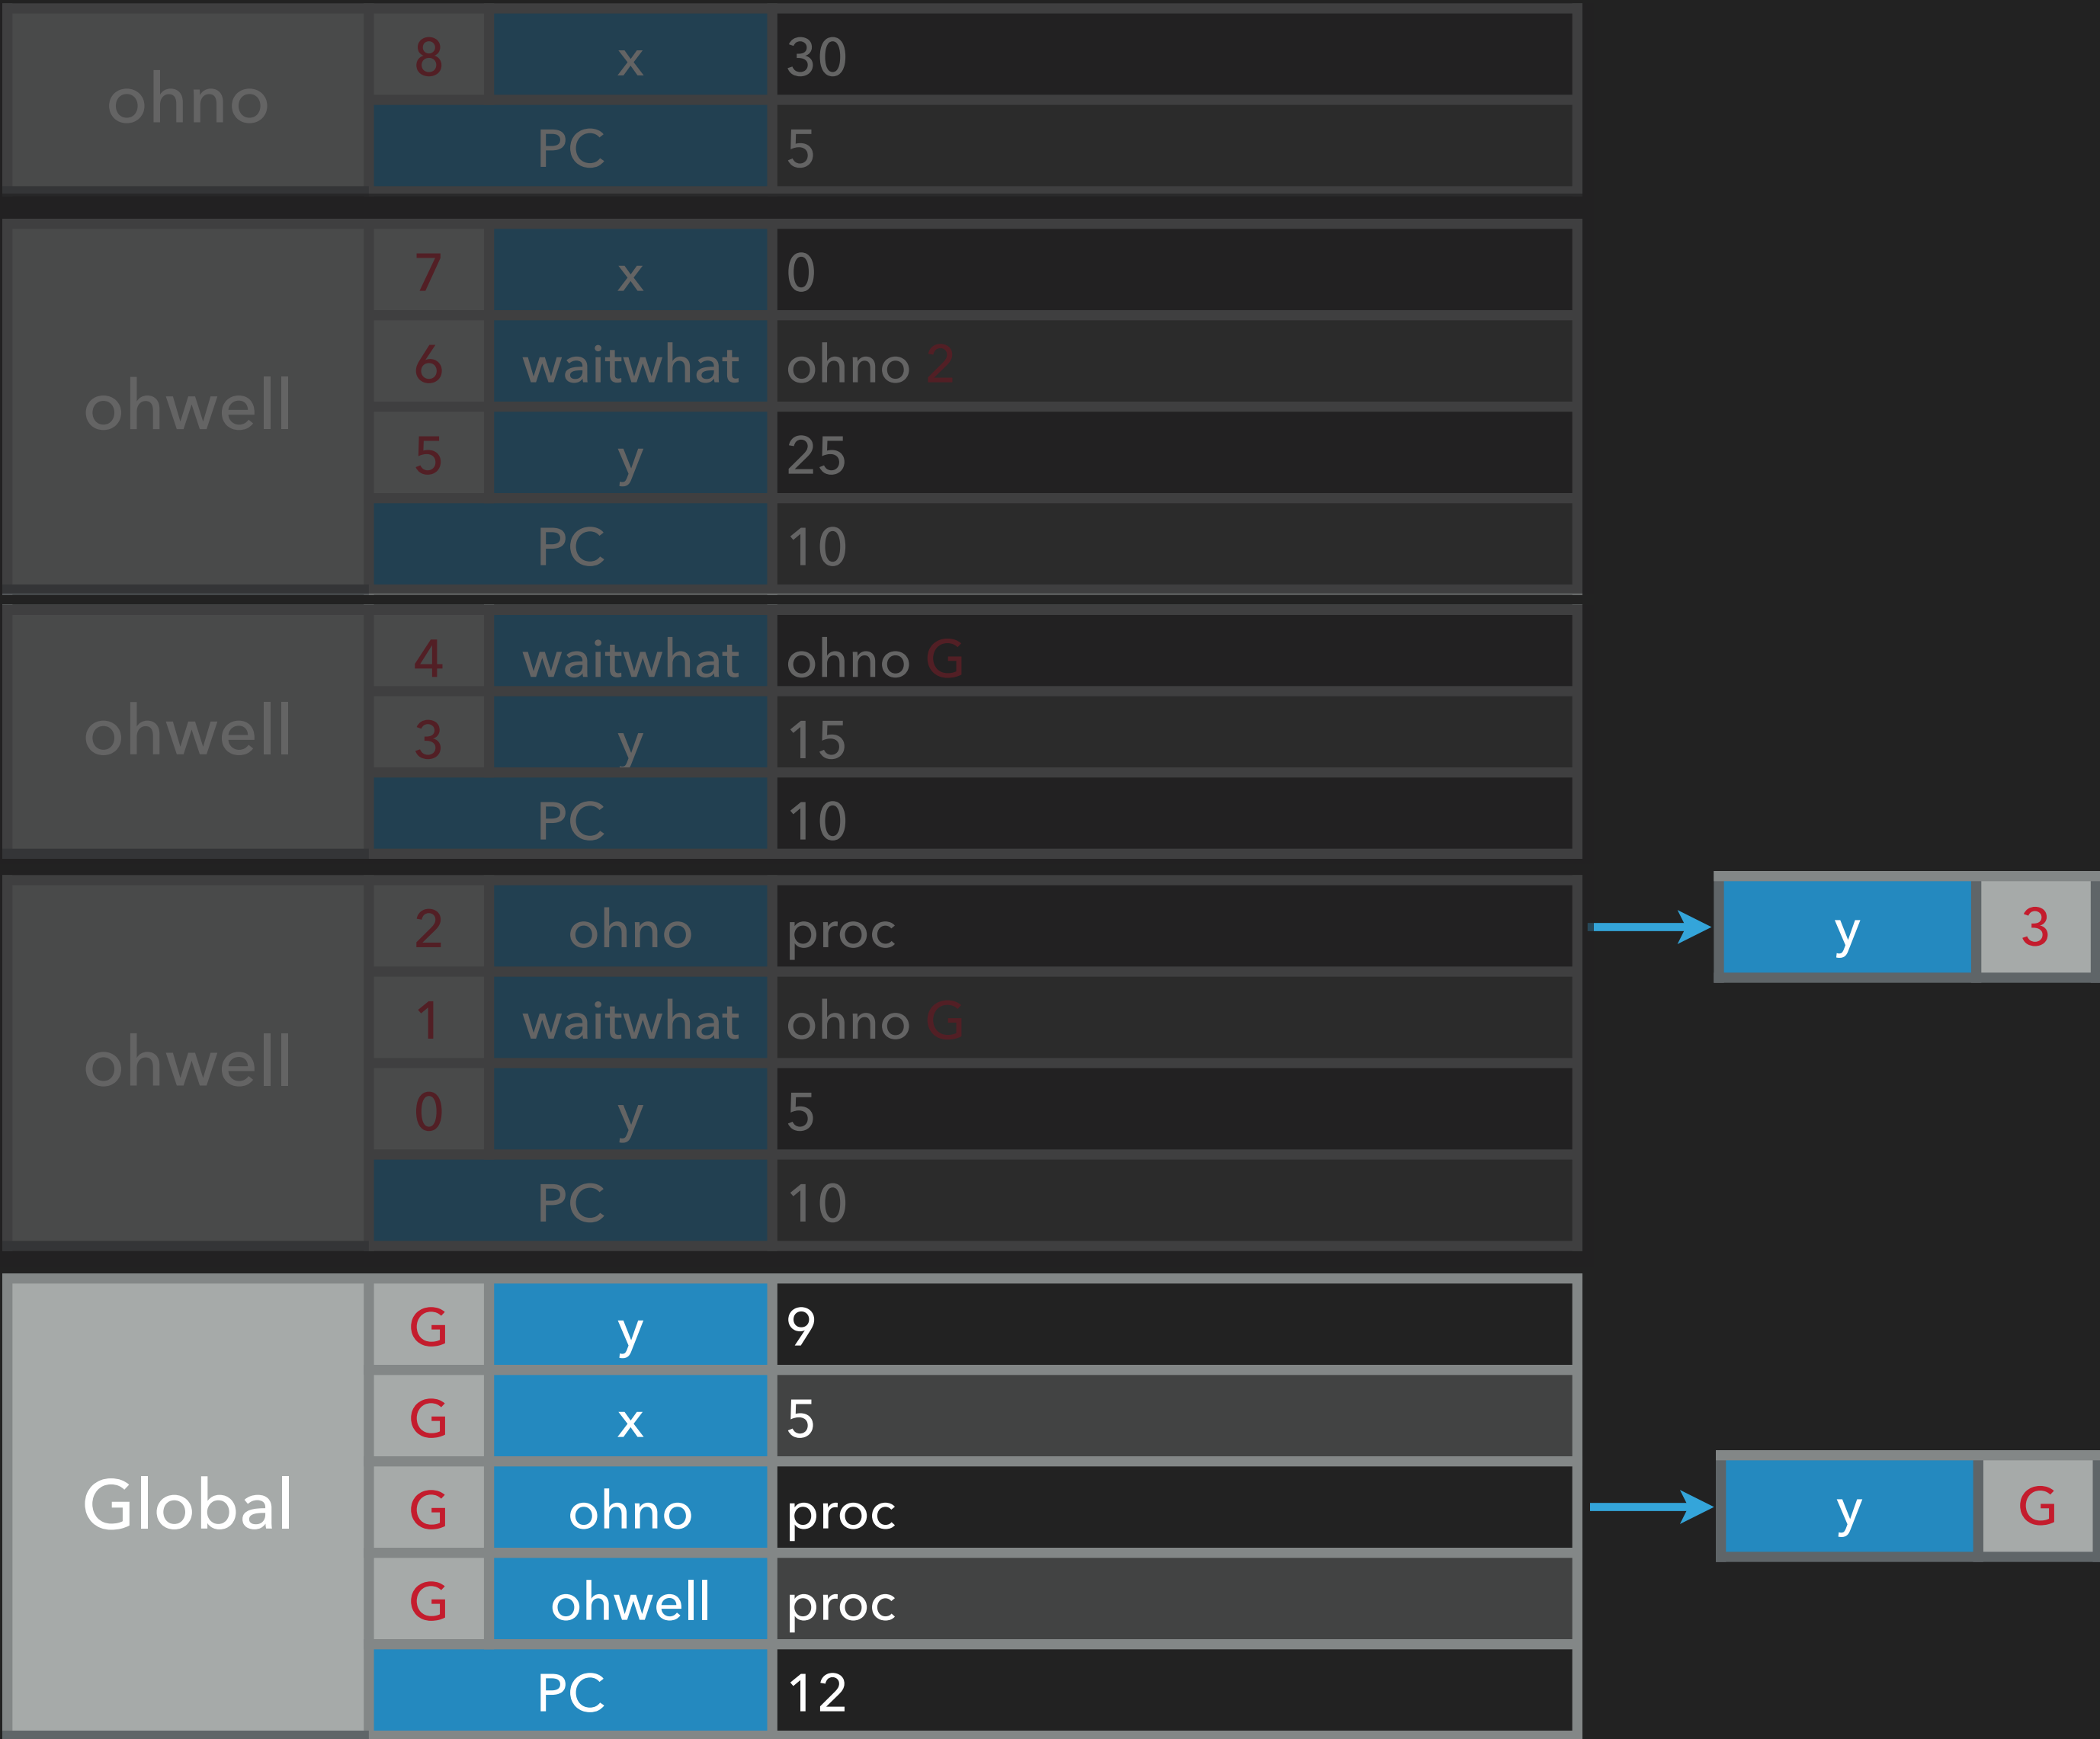 8 x 30
ohno
PC 5
7 x 0
6 waitwhat ohno 2
ohwell
5 y 25
PC 10
4 waitwhat ohno G
ohwell
3 y 15
PC 10
2 ohno proc
y 3
1 waitwhat ohno G
ohwell
0 y 5
PC 10
G y 9
G x 5
Global
G ohno proc
y G
G ohwell proc
PC 12